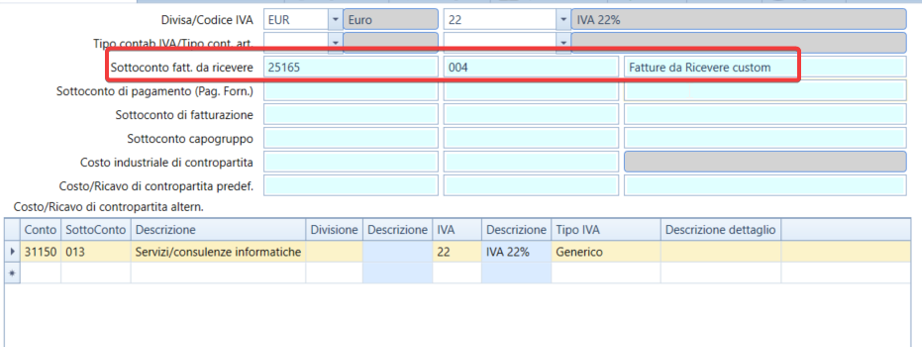 Divisa/Codice IVA EUR Euro 22 IVA 22%
Tipo contab IVA/Tipo cont. art.
Sottoconto fatt. da ricevere 25165 004 Fatture da Ricevere custom
Sottoconto di pagamento (Pag. Forn.)
Sottoconto di fatturazione
Sottoconto capogruppo
Costo industriale di contropartita
Costo/Ricavo di contropartita predef.
Costo/Ricavo di contropartita altern.
Conto SottoConto Descrizione Divisione Descrizione IVA Descrizione Tipo IVA Descrizione dettaglio
31150 013 Servizi/consulenze informatiche 22 IVA 22% Generico